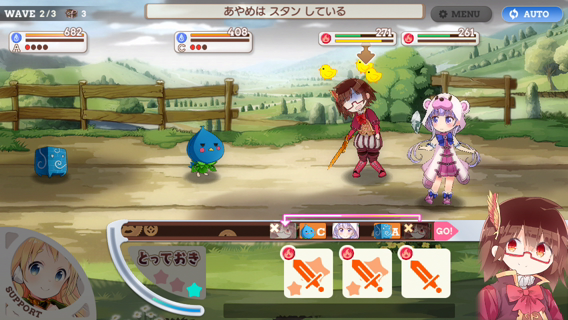 WAVE 2/3
3
あやめは スタン している
MENU
AUTO
682
A
408
C
271
261
C
A
GO!
とっておき
SUPPORT